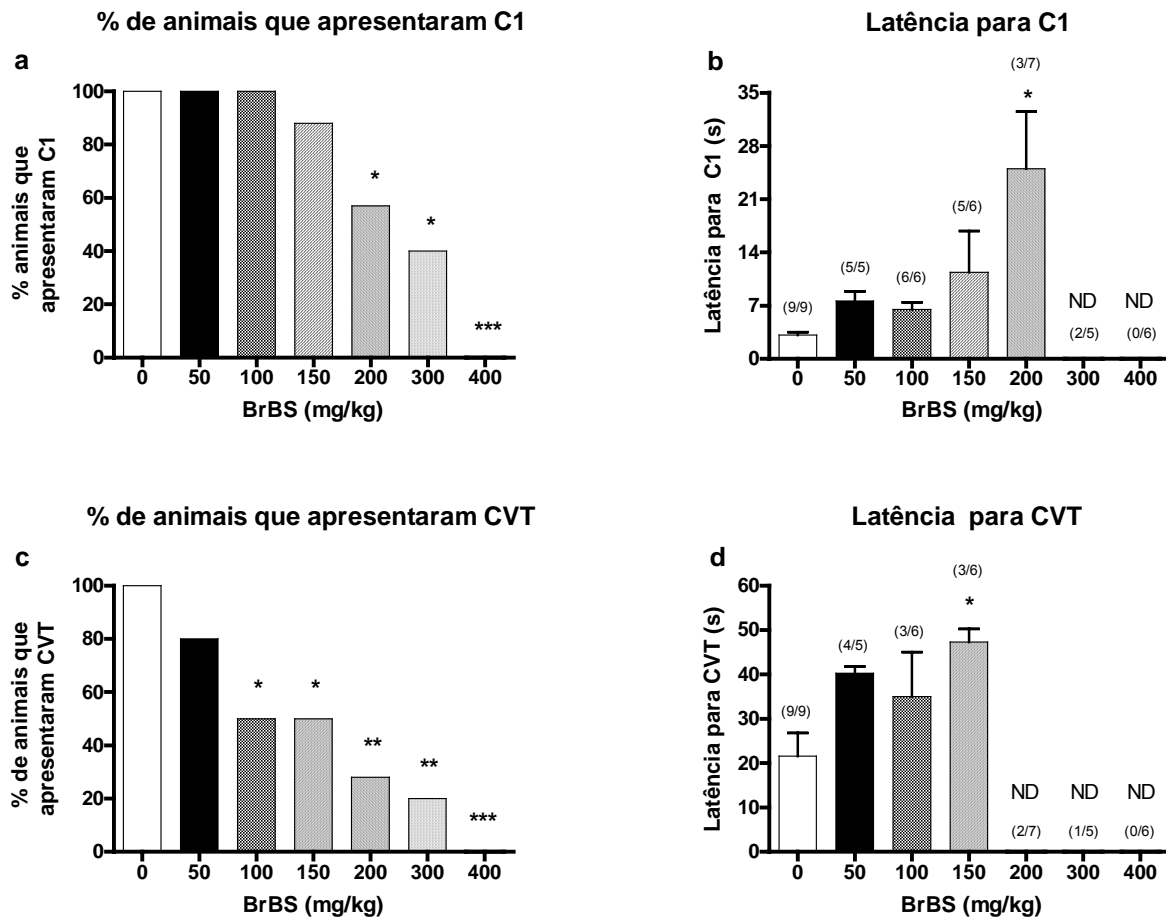 % de animais que apresentaram C1
a
% animais que
apresentaram C1
100
80
60
40
20
0
*
*
***
0 50 100 150 200 300 400
BrBS (mg/kg)
Latência para C1
b
Latência para C1 (s)
35
28
21
14
7
0
(9/9)
(5/5)
(6/6)
(5/6)
(3/7)
*
ND
(2/5)
ND
(0/6)
0 50 100 150 200 300 400
BrBS (mg/kg)
% de animais que apresentaram CVT
c
% de animais que
apresentaram CVT
100
80
60
40
20
0
*
*
**
**
***
0 50 100 150 200 300 400
BrBS (mg/kg)
Latência para CVT
d
Latência para CVT (s)
60
50
40
30
20
10
0
(9/9)
(4/5)
(3/6)
(3/6)
*
ND
(2/7)
ND
(1/5)
ND
(0/6)
0 50 100 150 200 300 400
BrBS (mg/kg)